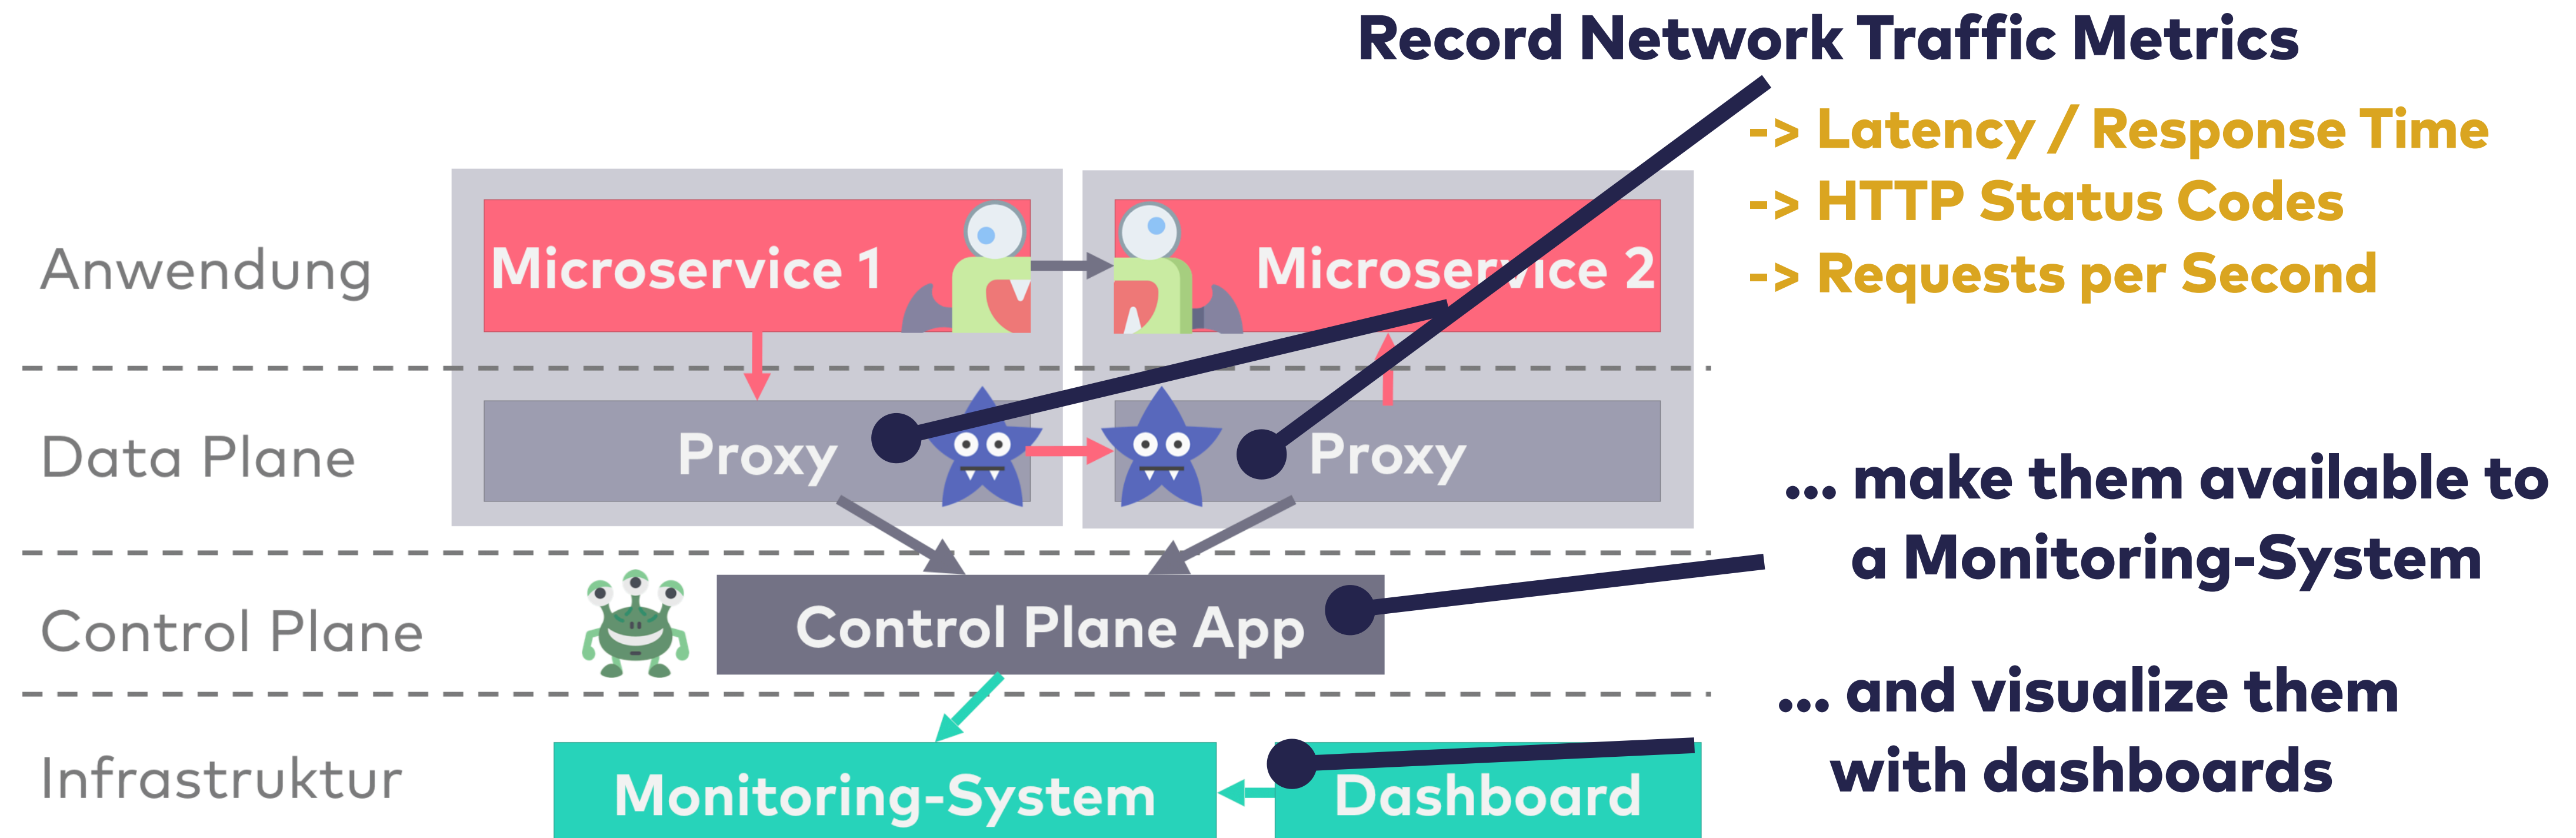 Record Network Traffic Metrics
-> Latency / Response Time
-> HTTP Status Codes
-> Requests per Second
Anwendung
Microservice 1
Microservice 2
Data Plane
Proxy
Proxy
... make them available to
a Monitoring-System
Control Plane
Control Plane App
... and visualize them
with dashboards
Infrastruktur
Monitoring-System
Dashboard